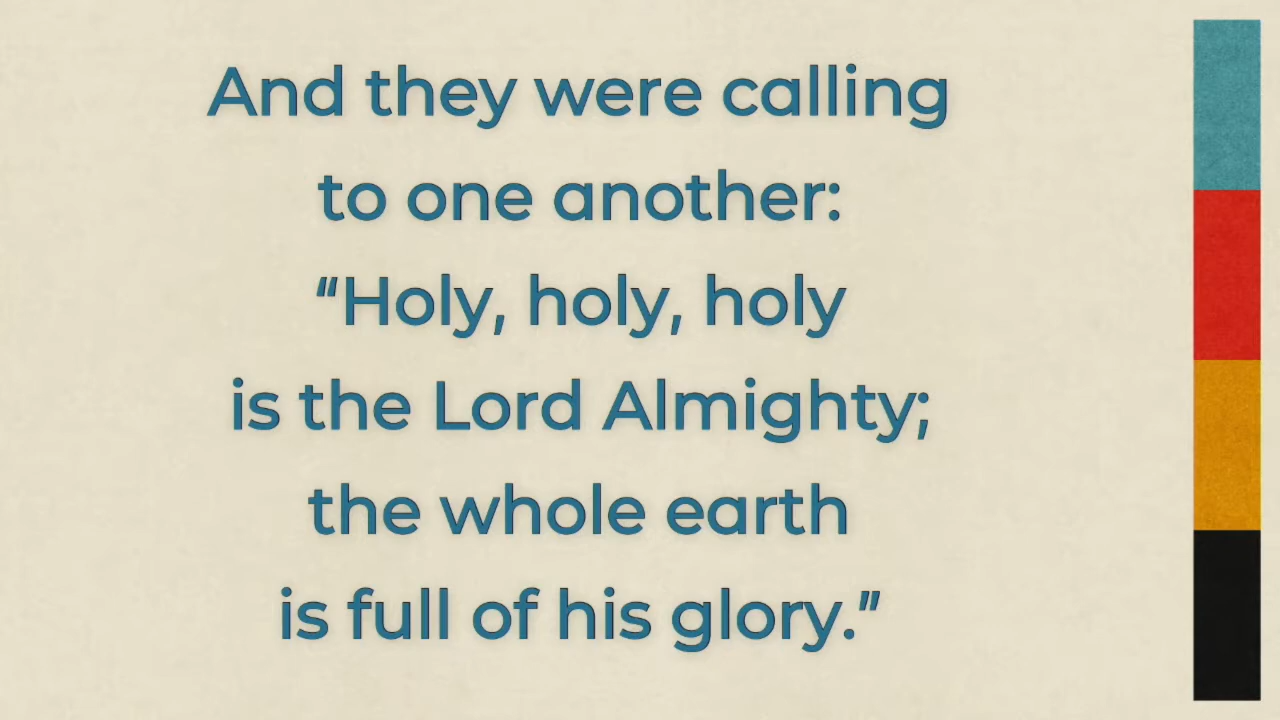 And they were calling
to one another:
“Holy, holy, holy
is the Lord Almighty;
the whole earth
is full of his glory.”